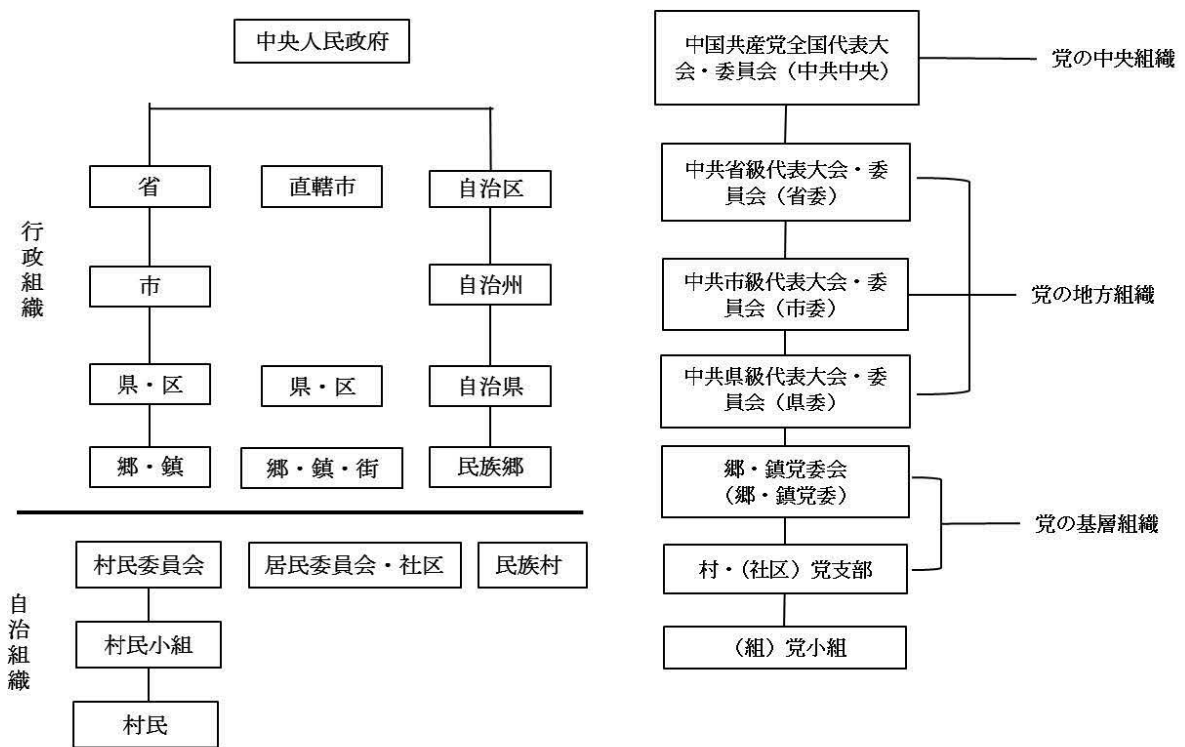 中央人民政府
省
直轄市
自治区
市
自治州
県・区
県・区
自治県
郷・鎮
郷・鎮・街
民族郷
行政組織
村民委員会
居民委員会・社区
民族村
村民小組
村民
自治組織
中国共産党全国代表大
会・委員会（中共中央）
党の中央組織
中共省級代表大会・委
員会（省委）
中共市級代表大会・委
員会（市委）
党の地方組織
中共県級代表大会・委
員会（県委）
郷・鎮党委会
（郷・鎮党委）
党の基層組織
村・（社区）党支部
（組）党小組